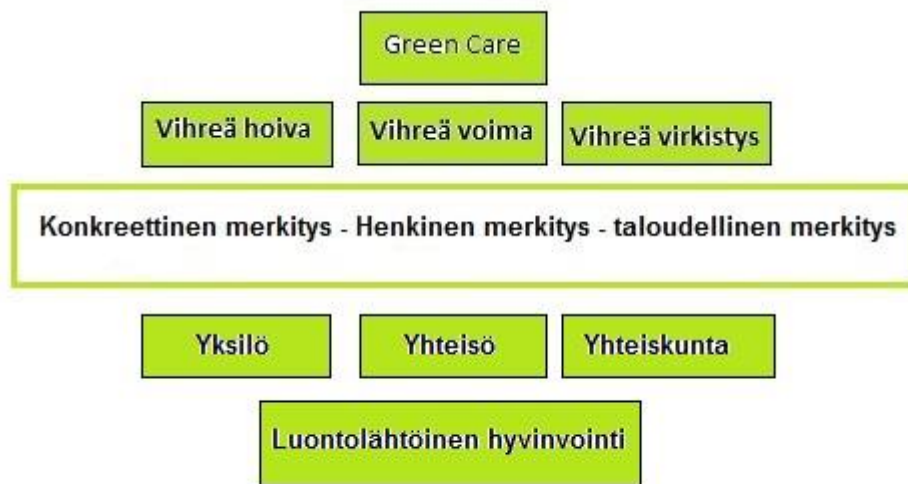 Green Care
Vihreä hoiva
Vihreä voima
Vihreä virkistys
Konkreettinen merkitys - Henkinen merkitys - taloudellinen merkitys
Yksilö
Yhteisö
Yhteiskunta
Luontolähtöinen hyvinvointi